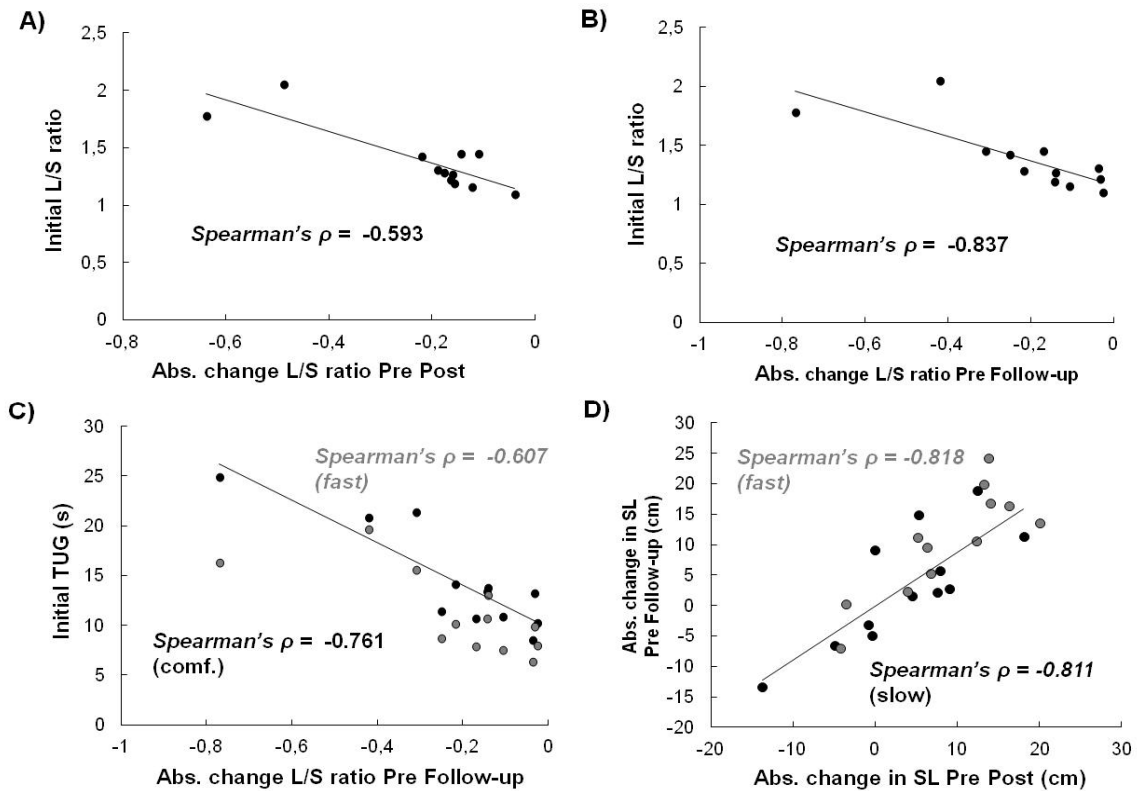 A)
2,5
2
1,5
1
0,5
0
-0,8
-0,6
-0,4
-0,2
0
Initial L/S ratio
Abs. change L/S ratio Pre Post
Spearman's ρ = -0.593
B)
2,5
2
1,5
1
0,5
0
-1
-0,8
-0,6
-0,4
-0,2
0
Initial L/S ratio
Abs. change L/S ratio Pre Follow-up
Spearman's ρ = -0.837
C)
30
25
20
15
10
5
0
-1
-0,8
-0,6
-0,4
-0,2
0
Initial TUG (s)
Abs. change L/S ratio Pre Follow-up
Spearman's ρ = -0.607
(fast)
Spearman's ρ = -0.761
(comf.)
D)
30
25
20
15
10
5
0
-5
-10
-15
-20
-20
-10
0
10
20
30
Abs. change in SL
Pre Follow-up (cm)
Abs. change in SL Pre Post (cm)
Spearman's ρ = -0.818
(fast)
Spearman's ρ = -0.811
(slow)